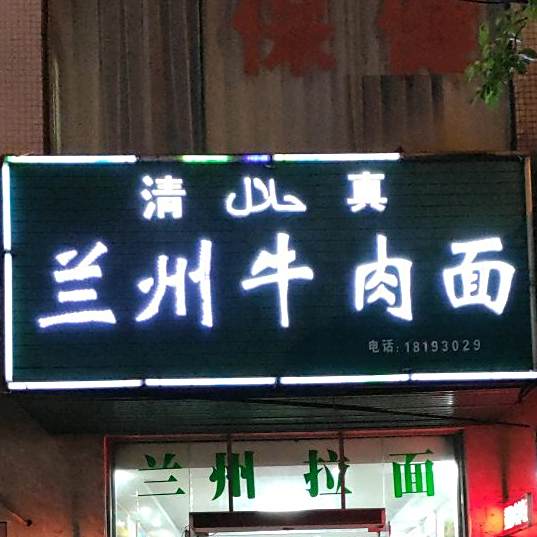 清 حلال 真
兰州牛肉面
电话:18193029
兰州拉面